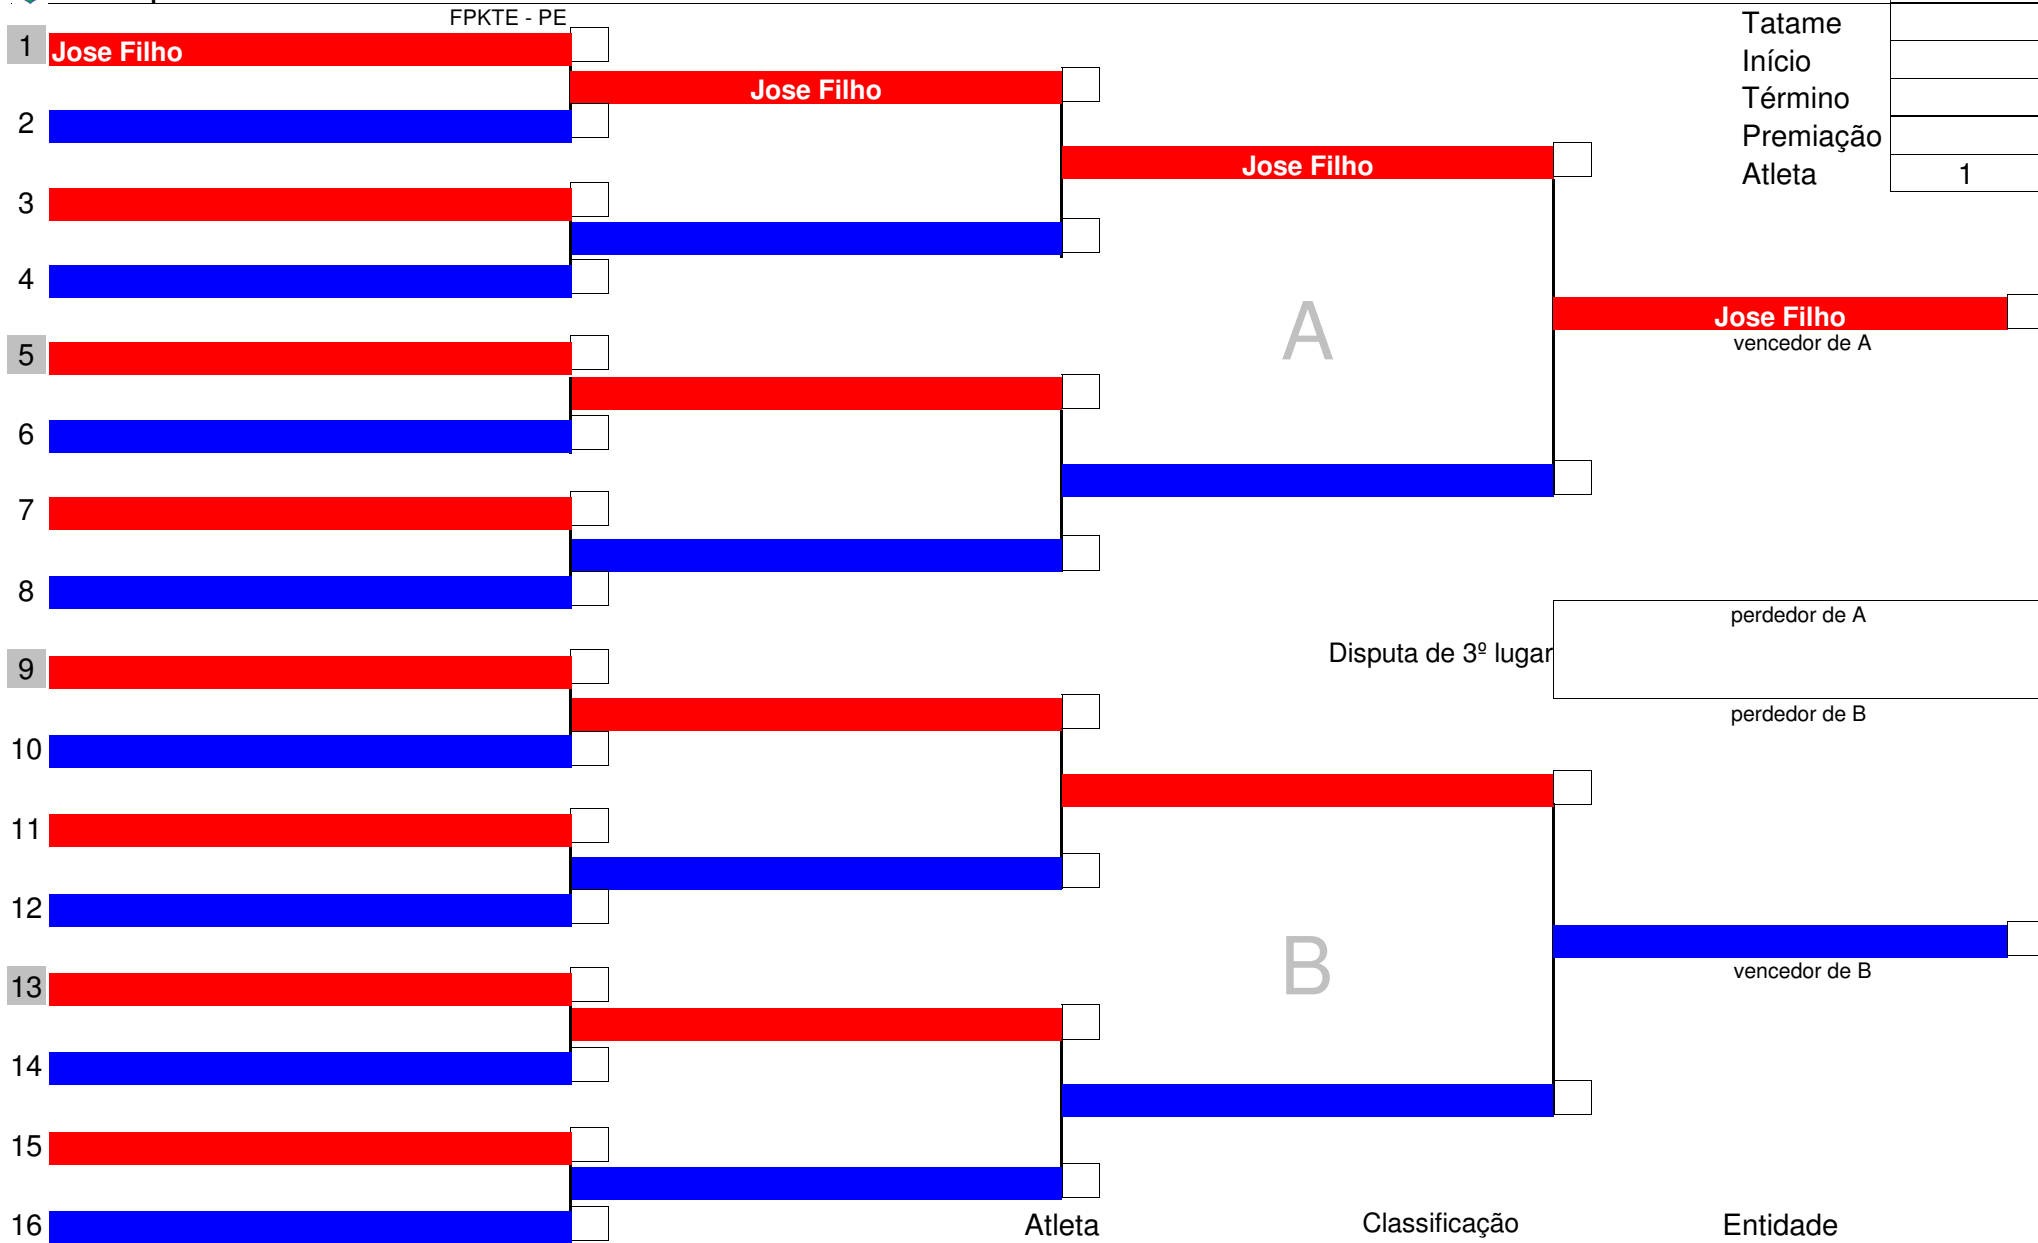 FPKTE - PE
Tatame
1 Jose Filho
Início
Jose Filho
Término
2
Premiação
Jose Filho
Atleta 1
3
4
A
Jose Filho
vencedor de A
5
6
7
8
perdedor de A
Disputa de 3º lugar
9
perdedor de B
10
11
12
B
vencedor de B
13
14
15
16
Atleta Classificação Entidade